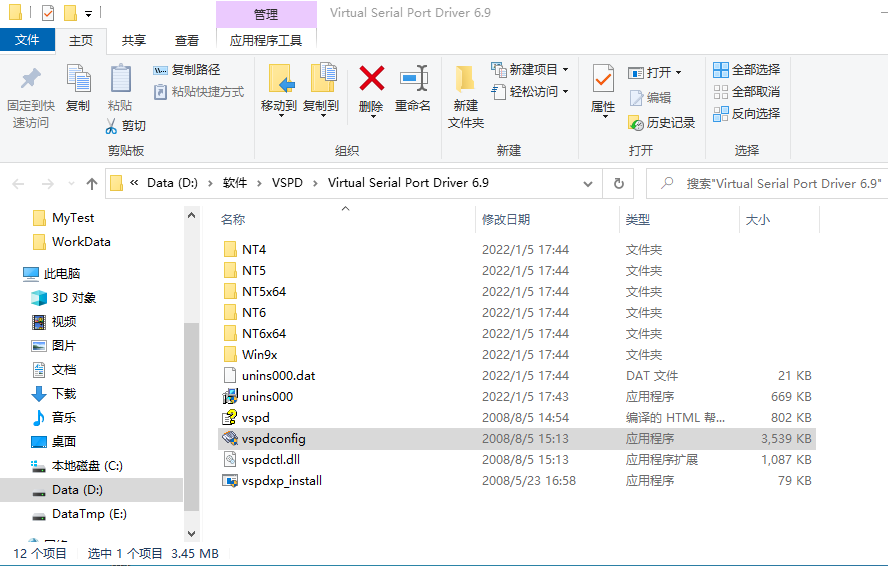 管理
Virtual Serial Port Driver 6.9
文件
主页
共享
查看
应用程序工具
固定到快速访问
复制
粘贴
复制路径
粘贴快捷方式
剪切
剪贴板
移动到
复制到
删除
重命名
组织
新建
文件夹
新建项目
轻松访问
新建
属性
打开
编辑
历史记录
打开
全部选择
全部取消
反向选择
选择
« Data (D:) › 软件 › VSPD › Virtual Serial Port Driver 6.9
搜索"Virtual Serial Port Driver 6.9"
MyTest
WorkData
此电脑
3D 对象
视频
图片
文档
下载
音乐
桌面
本地磁盘 (C:)
Data (D:)
DataTmp (E:)
名称 修改日期 类型 大小
NT4 2022/1/5 17:44 文件夹
NT5 2022/1/5 17:44 文件夹
NT5x64 2022/1/5 17:44 文件夹
NT6 2022/1/5 17:44 文件夹
NT6x64 2022/1/5 17:44 文件夹
Win9x 2022/1/5 17:44 文件夹
unins000.dat 2022/1/5 17:44 DAT 文件 21 KB
unins000 2022/1/5 17:43 应用程序 669 KB
vspd 2008/8/5 14:54 编译的 HTML 帮... 802 KB
vspdconfig 2008/8/5 15:13 应用程序 3,539 KB
vspdctl.dll 2008/8/5 15:13 应用程序扩展 1,087 KB
vspdxp_install 2008/5/23 16:58 应用程序 79 KB
12 个项目 选中 1 个项目 3.45 MB